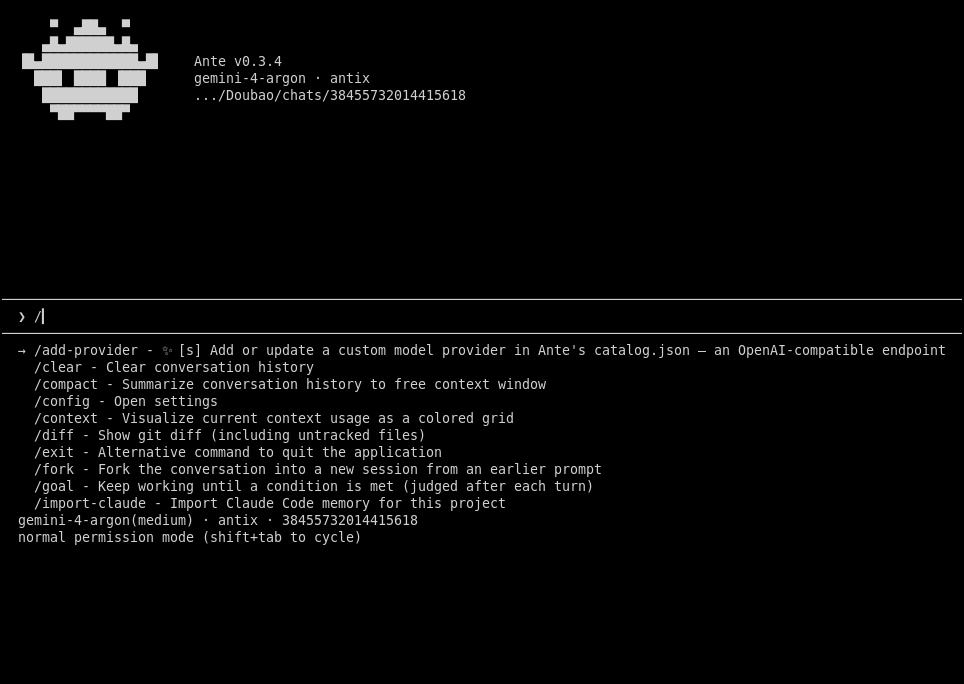 Ante v0.3.4
gemini-4-argon · antix
.../Doubao/chats/38455732014415618
❯ /
→ /add-provider - ✨ [s] Add or update a custom model provider in Ante's catalog.json — an OpenAI-compatible endpoint
/clear - Clear conversation history
/compact - Summarize conversation history to free context window
/config - Open settings
/context - Visualize current context usage as a colored grid
/diff - Show git diff (including untracked files)
/exit - Alternative command to quit the application
/fork - Fork the conversation into a new session from an earlier prompt
/goal - Keep working until a condition is met (judged after each turn)
/import-claude - Import Claude Code memory for this project
gemini-4-argon(medium) · antix · 38455732014415618
normal permission mode (shift+tab to cycle)